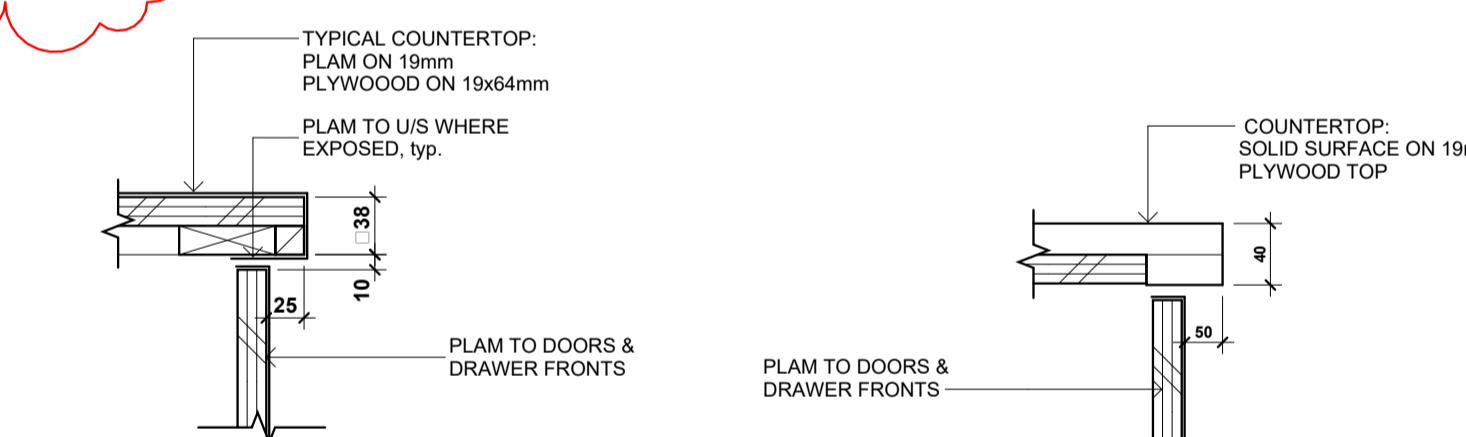 TYPICAL COUNTERTOP:
PLAM ON 19mm
PLYWOOOD ON 19x64mm
PLAM TO U/S WHERE
EXPOSED, typ.
□38
10
25
PLAM TO DOORS &
DRAWER FRONTS
COUNTERTOP:
SOLID SURFACE ON 19
PLYWOOD TOP
40
50
PLAM TO DOORS &
DRAWER FRONTS